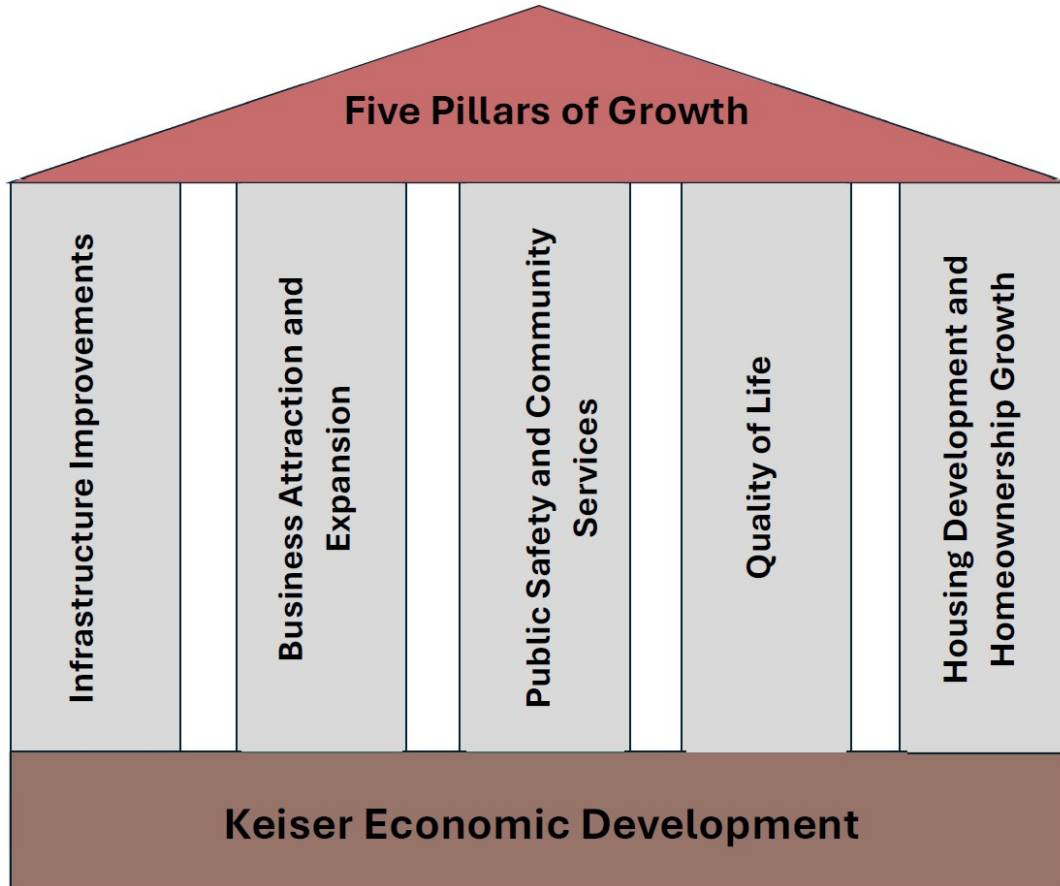 Five Pillars of Growth
Infrastructure Improvements
Business Attraction and
Expansion
Public Safety and Community
Services
Quality of Life
Housing Development and
Homeownership Growth
Keiser Economic Development